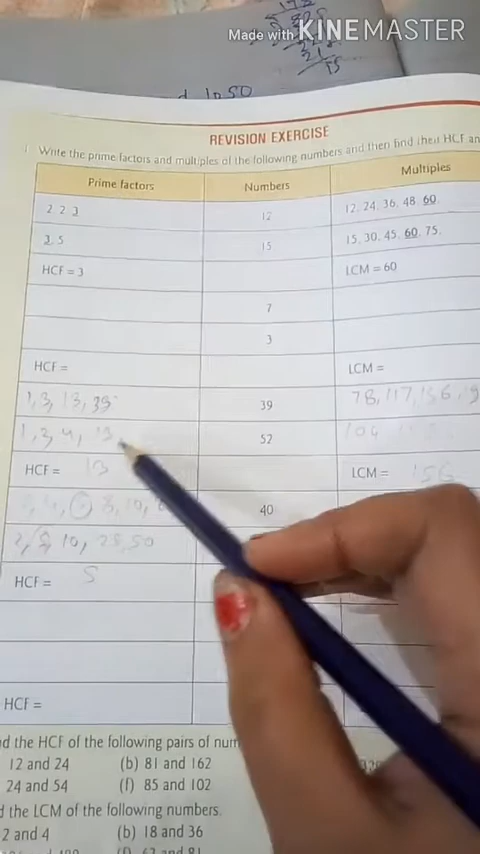 Made with KINEMASTER
REVISION EXERCISE
Write the prime factors and multiples of the following numbers and then find their HCF an
Prime factors Numbers Multiples
2, 2, 3 12 12, 24, 36, 48, 60,
3, 5 15 15, 30, 45, 60, 75,
HCF = 3 LCM = 60
7
3
HCF = LCM =
1, 3, 13, 39 39 78, 117, 156, 19
1, 2, 4, 13 52 104
HCF = 13 LCM = 156
40
2, 5, 10, 25, 50
HCF = 5
HCF =
d the HCF of the following pairs of num
12 and 24 (b) 81 and 162
24 and 54 (f) 85 and 102
d the LCM of the following numbers.
2 and 4 (b) 18 and 36